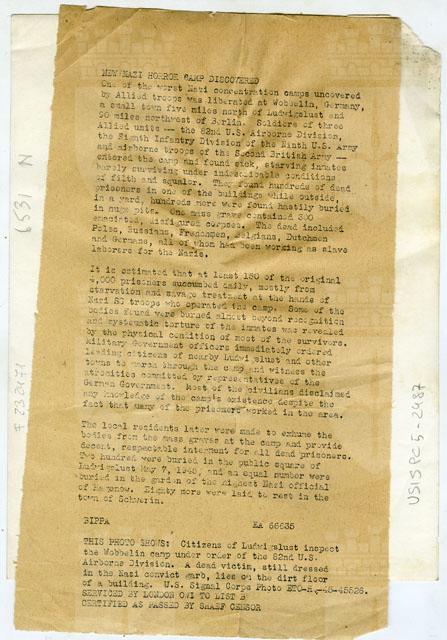 NEW NAZI HORROR CAMP DISCOVERED
One of the worst Nazi concentration camps uncovered
by Allied troops was liberated at Wobbelin, Germany,
a small town five miles north of Ludwigslust and
90 miles northwest of Berlin. Soldiers of three
Allied units -- the 82nd U.S. Airborne Division,
the Eighth Infantry Division of the Ninth U.S. Army
and airborne troops of the Second British Army --
entered the camp and found sick, starving inmates
barely surviving under indescribable conditions
of filth and squalor. They found hundreds of dead
prisoners in one of the buildings while outside,
in a yard, hundreds more were found hastily buried
in huge pits. One mass grave contained 300
emaciated, disfigured corpses. The dead included
Poles, Russians, Frenchmen, Belgians, Dutchmen
and Germans, all of whom had been working as slave
laborers for the Nazis.
It is estimated that at least 150 of the original
4,000 prisoners succumbed daily, mostly from
starvation and savage treatment at the hands of
Nazi SS troops who operated the camp. Some of the
bodies found were burned almost beyond recognition
and systematic torture of the inmates was revealed
by the physical condition of most of the survivors.
Military Government officers immediately ordered
leading citizens of nearby Ludwigslust and other
towns to march through the camp and witness the
atrocities committed by representatives of the
German Government. Most of the civilians disclaimed
any knowledge of the camp's existence despite the
fact that many of the prisoners worked in the area.
The local residents later were made to exhume the
bodies from the mass graves at the camp and provide
decent, respectable interment for all dead prisoners.
Two hundred were buried in the public square of
Ludwigslust May 7, 1945, and an equal number were
buried in the garden of the highest Nazi official
of Hagenow. Eighty more were laid to rest in the
town of Schwerin.
BIPPA EA 66635
THIS PHOTO SHOWS: Citizens of Ludwigslust inspect
the Wobbelin camp under order of the 82nd U.S.
Airborne Division. A dead victim, still dressed
in the Nazi convict garb, lies on the dirt floor
of a building. U.S. Signal Corps Photo ETO-HQ-45-45526.
SERVICED BY LONDON OWI TO LIST B
CERTIFIED AS PASSED BY SHAEF CENSOR
6531 N
USISPC5-2487